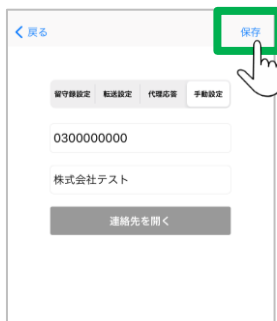 戻る
保存
留守録設定 転送設定 代理応答 手動設定
0300000000
株式会社テスト
連絡先を開く